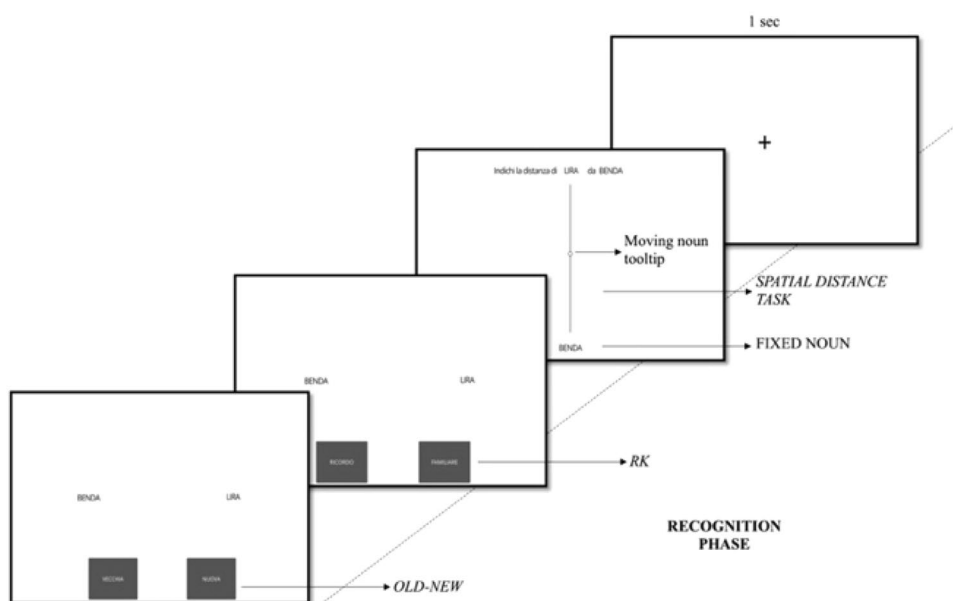 1 sec
+
Indichi la distanza di LIRA da BENDA
Moving noun
tooltip
SPATIAL DISTANCE
TASK
BENDA
FIXED NOUN
BENDA LIRA
RICORDO FAMILIARE
RK
RECOGNITION
PHASE
BENDA LIRA
VECCHIA NUOVA
OLD-NEW